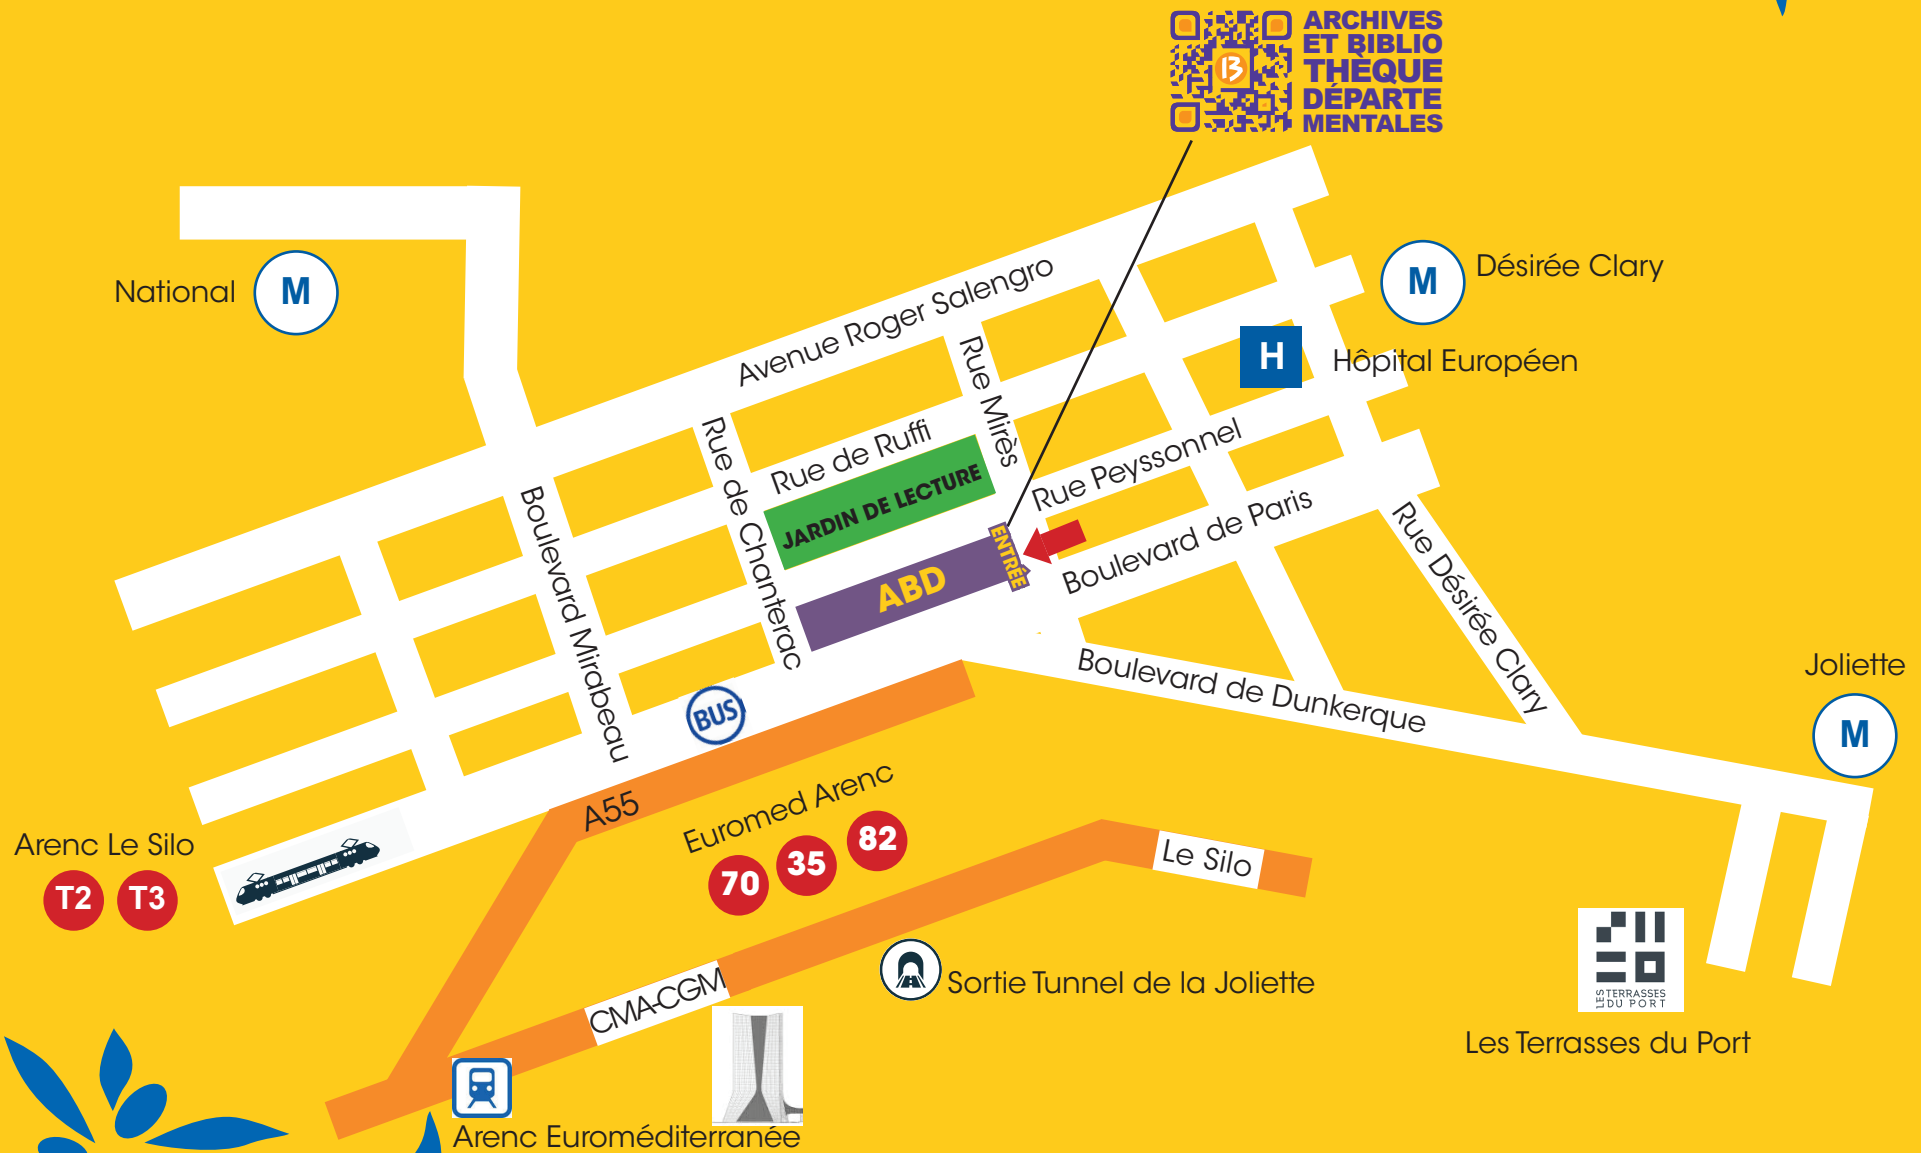 ARCHIVES
ET BIBLIO
THÈQUE
DÉPARTE
MENTALES
13
National
M
M
Désirée Clary
H
Hôpital Européen
Avenue Roger Salengro
Rue Mirès
Rue de Ruffi
Rue de Chanterac
JARDIN DE LECTURE
Rue Peyssonnel
ENTRÉE
ABD
Boulevard de Paris
Boulevard Mirabeau
Rue Désirée Clary
Boulevard de Dunkerque
Joliette
M
BUS
A55
Euromed Arenc
70
35
82
Arenc Le Silo
T2
T3
Le Silo
CMA-CGM
Sortie Tunnel de la Joliette
LES TERRASSES
DU PORT
Les Terrasses du Port
Arenc Euroméditerranée